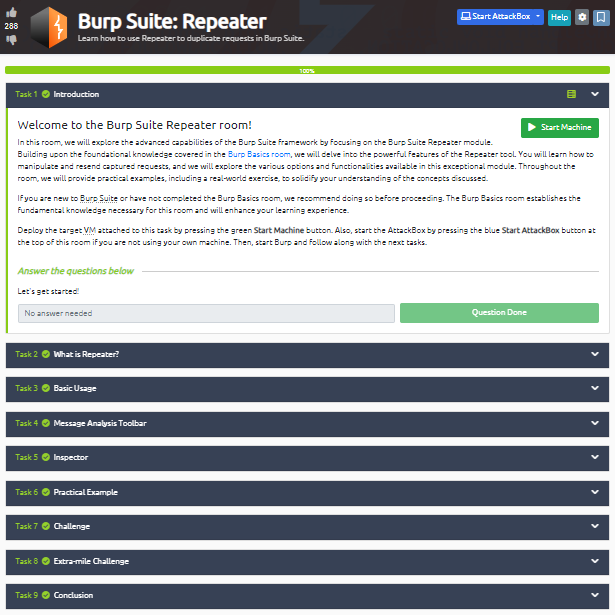 Burp Suite: Repeater
Learn how to use Repeater to duplicate requests in Burp Suite.
288
Start AttackBox
Help
100%
Task 1 Introduction
Welcome to the Burp Suite Repeater room!
Start Machine
In this room, we will explore the advanced capabilities of the Burp Suite framework by focusing on the Burp Suite Repeater module.
Building upon the foundational knowledge covered in the Burp Basics room, we will delve into the powerful features of the Repeater tool. You will learn how to
manipulate and resend captured requests, and we will explore the various options and functionalities available in this exceptional module. Throughout the
room, we will provide practical examples, including a real-world exercise, to solidify your understanding of the concepts discussed.
If you are new to Burp Suite or have not completed the Burp Basics room, we recommend doing so before proceeding. The Burp Basics room establishes the
fundamental knowledge necessary for this room and will enhance your learning experience.
Deploy the target VM attached to this task by pressing the green Start Machine button. Also, start the AttackBox by pressing the blue Start AttackBox button at
the top of this room if you are not using your own machine. Then, start Burp and follow along with the next tasks.
Answer the questions below
Let's get started!
No answer needed
Question Done
Task 2 What is Repeater?
Task 3 Basic Usage
Task 4 Message Analysis Toolbar
Task 5 Inspector
Task 6 Practical Example
Task 7 Challenge
Task 8 Extra-mile Challenge
Task 9 Conclusion